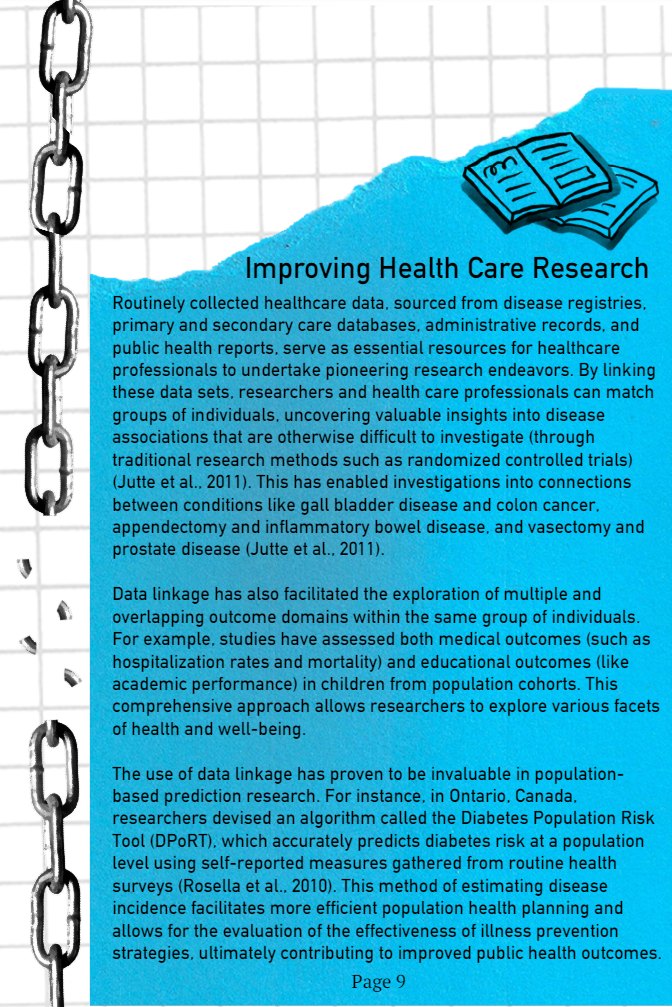 Improving Health Care Research
Routinely collected healthcare data, sourced from disease registries,
primary and secondary care databases, administrative records, and
public health reports, serve as essential resources for healthcare
professionals to undertake pioneering research endeavors. By linking
these data sets, researchers and health care professionals can match
groups of individuals, uncovering valuable insights into disease
associations that are otherwise difficult to investigate (through
traditional research methods such as randomized controlled trials)
(Jutte et al., 2011). This has enabled investigations into connections
between conditions like gall bladder disease and colon cancer,
appendectomy and inflammatory bowel disease, and vasectomy and
prostate disease (Jutte et al., 2011).
Data linkage has also facilitated the exploration of multiple and
overlapping outcome domains within the same group of individuals.
For example, studies have assessed both medical outcomes (such as
hospitalization rates and mortality) and educational outcomes (like
academic performance) in children from population cohorts. This
comprehensive approach allows researchers to explore various facets
of health and well-being.
The use of data linkage has proven to be invaluable in population-
based prediction research. For instance, in Ontario, Canada,
researchers devised an algorithm called the Diabetes Population Risk
Tool (DPoRT), which accurately predicts diabetes risk at a population
level using self-reported measures gathered from routine health
surveys (Rosella et al., 2010). This method of estimating disease
incidence facilitates more efficient population health planning and
allows for the evaluation of the effectiveness of illness prevention
strategies, ultimately contributing to improved public health outcomes.
Page 9